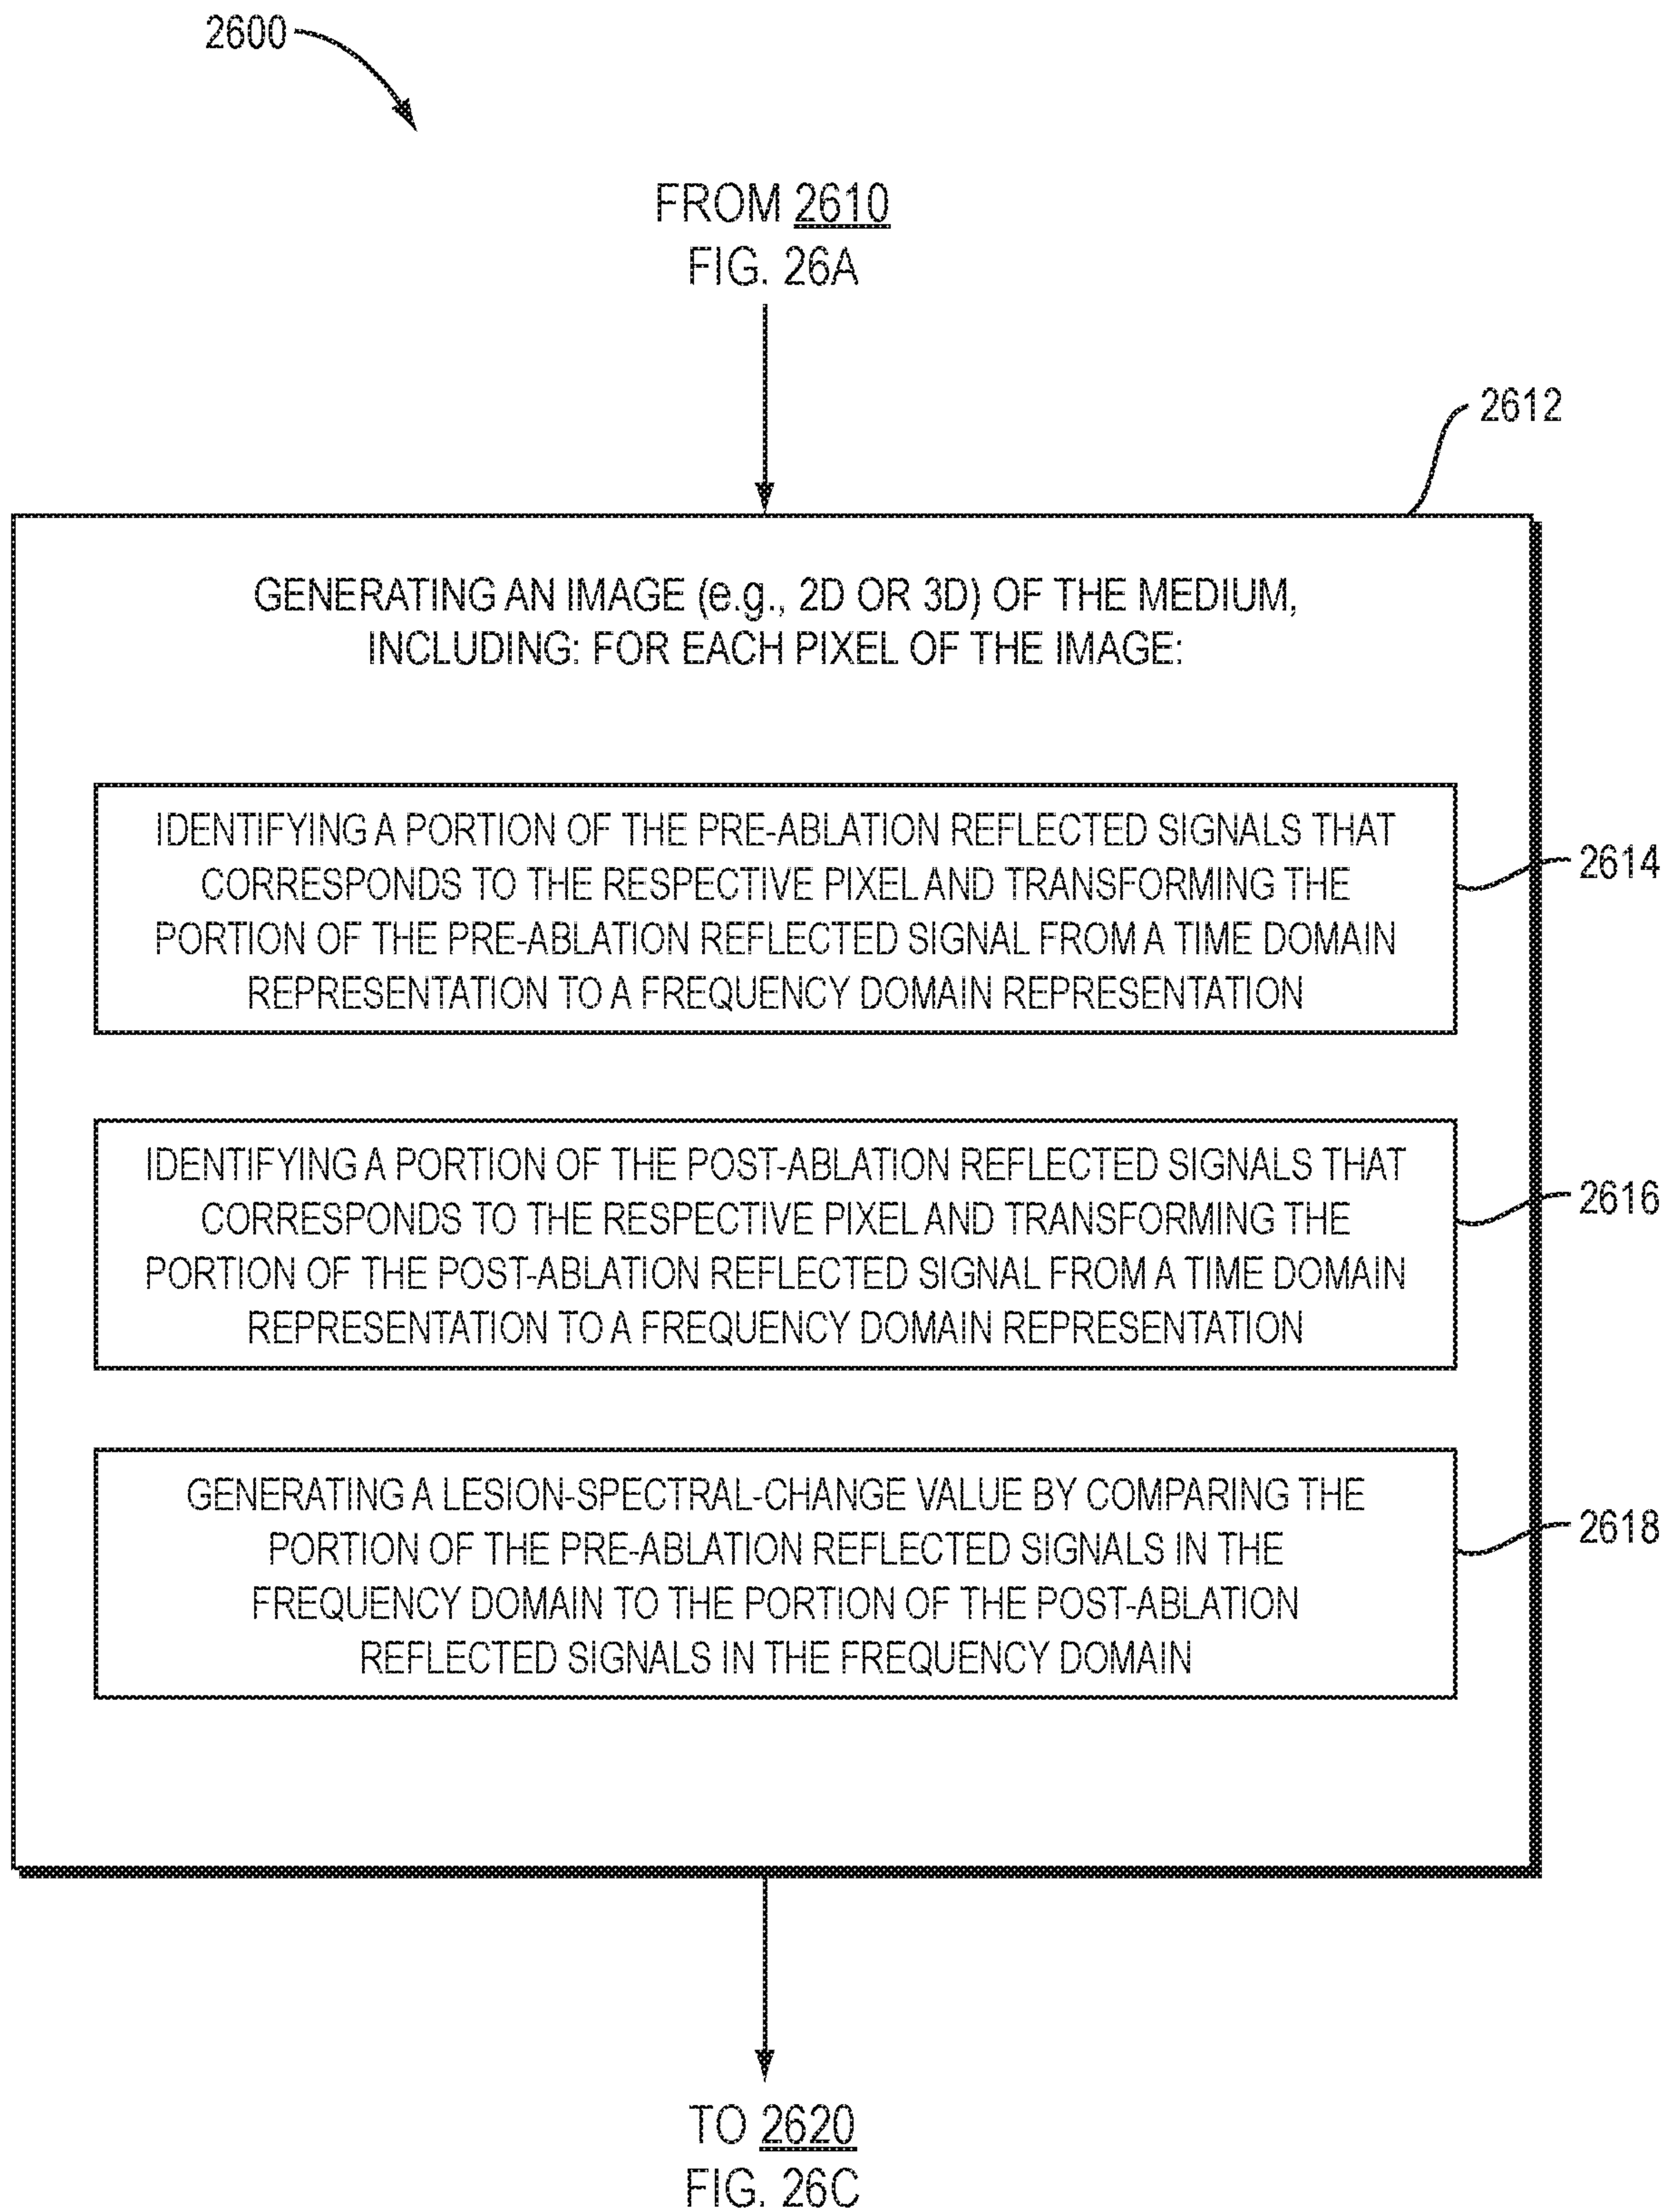 2600
FROM 2610
FIG. 26A
2612
GENERATING AN IMAGE (e.g., 2D OR 3D) OF THE MEDIUM,
INCLUDING: FOR EACH PIXEL OF THE IMAGE:
IDENTIFYING A PORTION OF THE PRE-ABLATION REFLECTED SIGNALS THAT
CORRESPONDS TO THE RESPECTIVE PIXEL AND TRANSFORMING THE
PORTION OF THE PRE-ABLATION REFLECTED SIGNAL FROM A TIME DOMAIN
REPRESENTATION TO A FREQUENCY DOMAIN REPRESENTATION
2614
IDENTIFYING A PORTION OF THE POST-ABLATION REFLECTED SIGNALS THAT
CORRESPONDS TO THE RESPECTIVE PIXEL AND TRANSFORMING THE
PORTION OF THE POST-ABLATION REFLECTED SIGNAL FROM A TIME DOMAIN
REPRESENTATION TO A FREQUENCY DOMAIN REPRESENTATION
2616
GENERATING A LESION-SPECTRAL-CHANGE VALUE BY COMPARING THE
PORTION OF THE PRE-ABLATION REFLECTED SIGNALS IN THE
FREQUENCY DOMAIN TO THE PORTION OF THE POST-ABLATION
REFLECTED SIGNALS IN THE FREQUENCY DOMAIN
2618
TO 2620
FIG. 26C